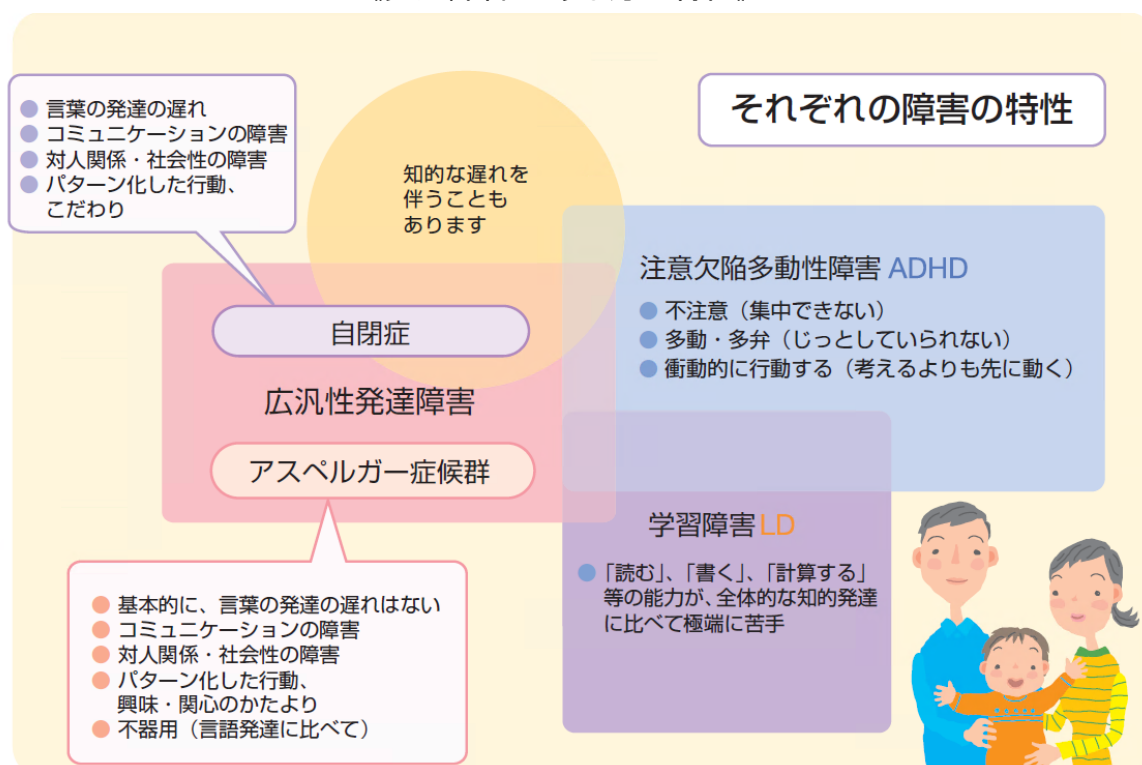 それぞれの障害の特性
● 言葉の発達の遅れ
● コミュニケーションの障害
● 対人関係・社会性の障害
● パターン化した行動、
こだわり
知的な遅れを
伴うことも
あります
注意欠陥多動性障害 ADHD
● 不注意（集中できない）
● 多動・多弁（じっとしていられない）
● 衝動的に行動する（考えるよりも先に動く）
自閉症
広汎性発達障害
アスペルガー症候群
● 基本的に、言葉の発達の遅れはない
● コミュニケーションの障害
● 対人関係・社会性の障害
● パターン化した行動、
興味・関心のかたより
● 不器用（言語発達に比べて）
学習障害 LD
● 「読む」、「書く」、「計算する」
等の能力が、全体的な知的発達
に比べて極端に苦手